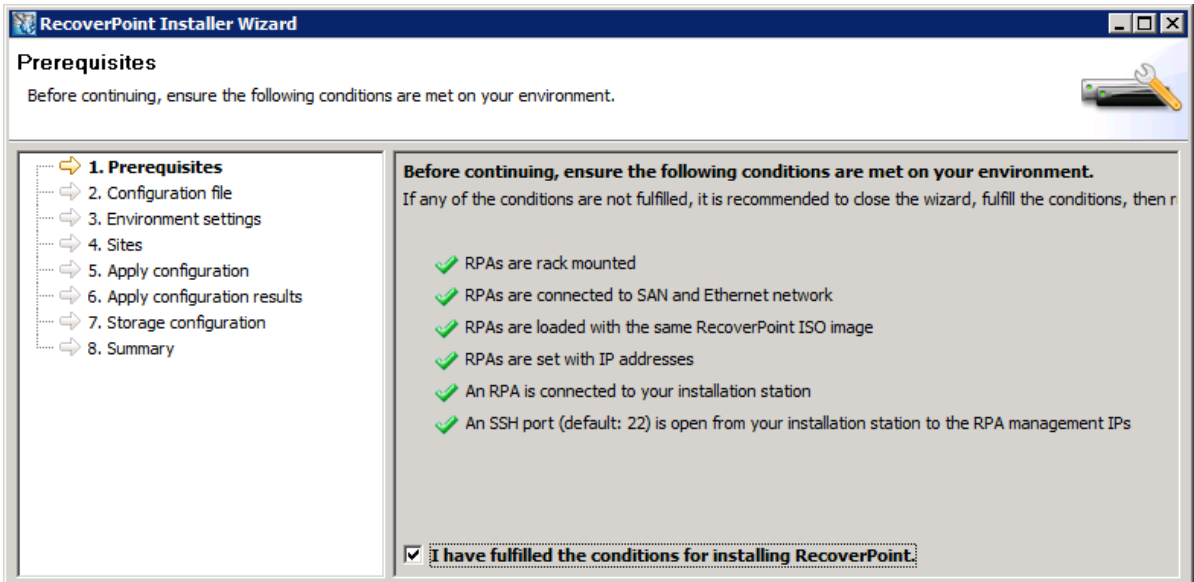 RecoverPoint Installer Wizard
Prerequisites
Before continuing, ensure the following conditions are met on your environment.
1. Prerequisites
2. Configuration file
3. Environment settings
4. Sites
5. Apply configuration
6. Apply configuration results
7. Storage configuration
8. Summary
Before continuing, ensure the following conditions are met on your environment.
If any of the conditions are not fulfilled, it is recommended to close the wizard, fulfill the conditions, then
RPAs are rack mounted
RPAs are connected to SAN and Ethernet network
RPAs are loaded with the same RecoverPoint ISO image
RPAs are set with IP addresses
An RPA is connected to your installation station
An SSH port (default: 22) is open from your installation station to the RPA management IPs
I have fulfilled the conditions for installing RecoverPoint.